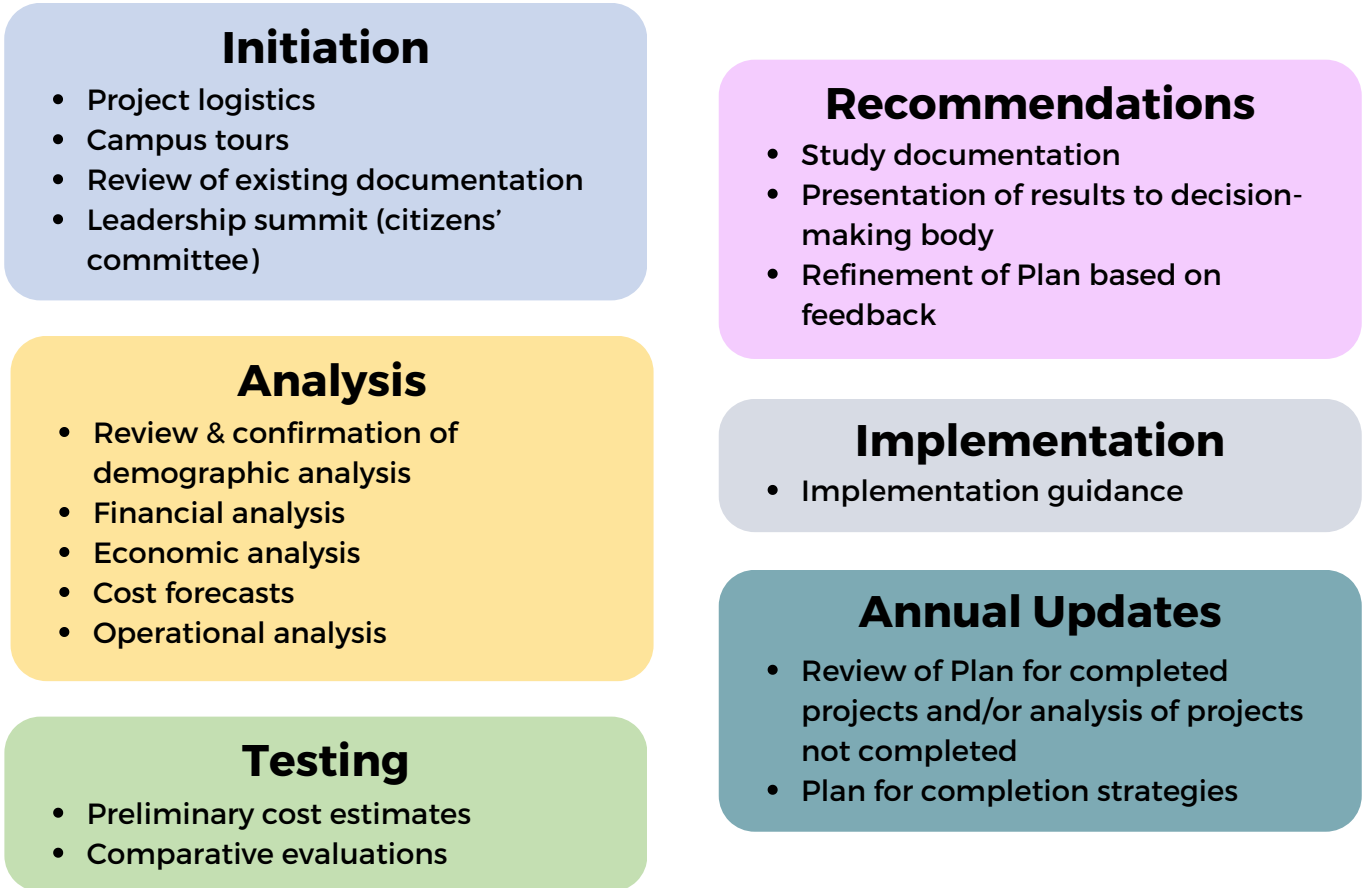 Initiation
• Project logistics
• Campus tours
• Review of existing documentation
• Leadership summit (citizens'
committee)
Analysis
• Review & confirmation of
demographic analysis
• Financial analysis
• Economic analysis
• Cost forecasts
• Operational analysis
Testing
• Preliminary cost estimates
• Comparative evaluations
Recommendations
• Study documentation
• Presentation of results to decision-
making body
• Refinement of Plan based on
feedback
Implementation
• Implementation guidance
Annual Updates
• Review of Plan for completed
projects and/or analysis of projects
not completed
• Plan for completion strategies